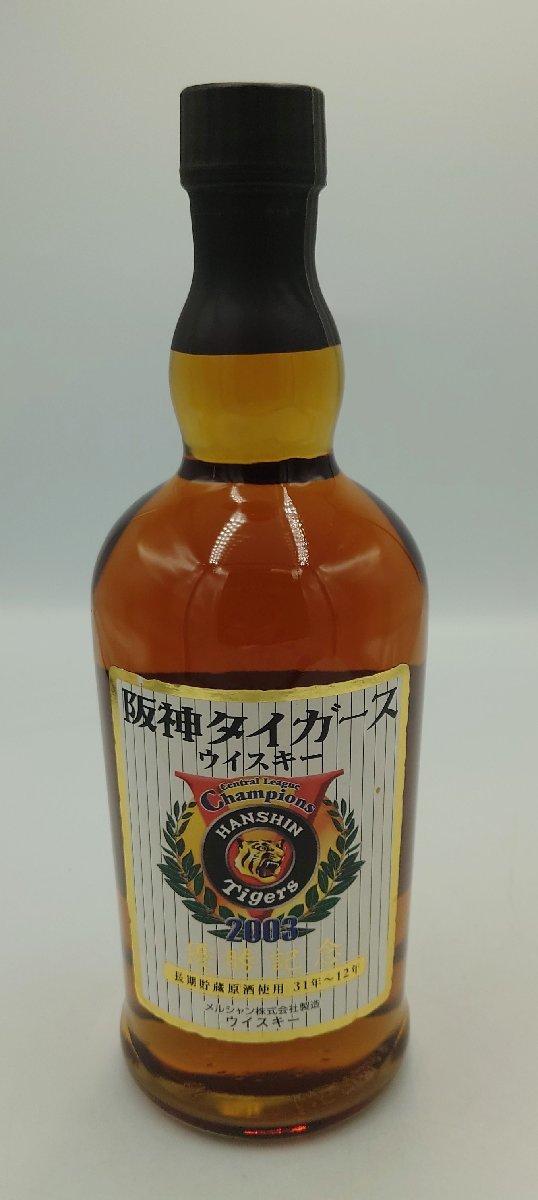 阪神タイガース
ウイスキー
Central League
Champions
HANSHIN
Tigers
2003
優勝記念
長期貯蔵原酒使用 31年〜12年
メルシャン株式会社製造
ウイスキー